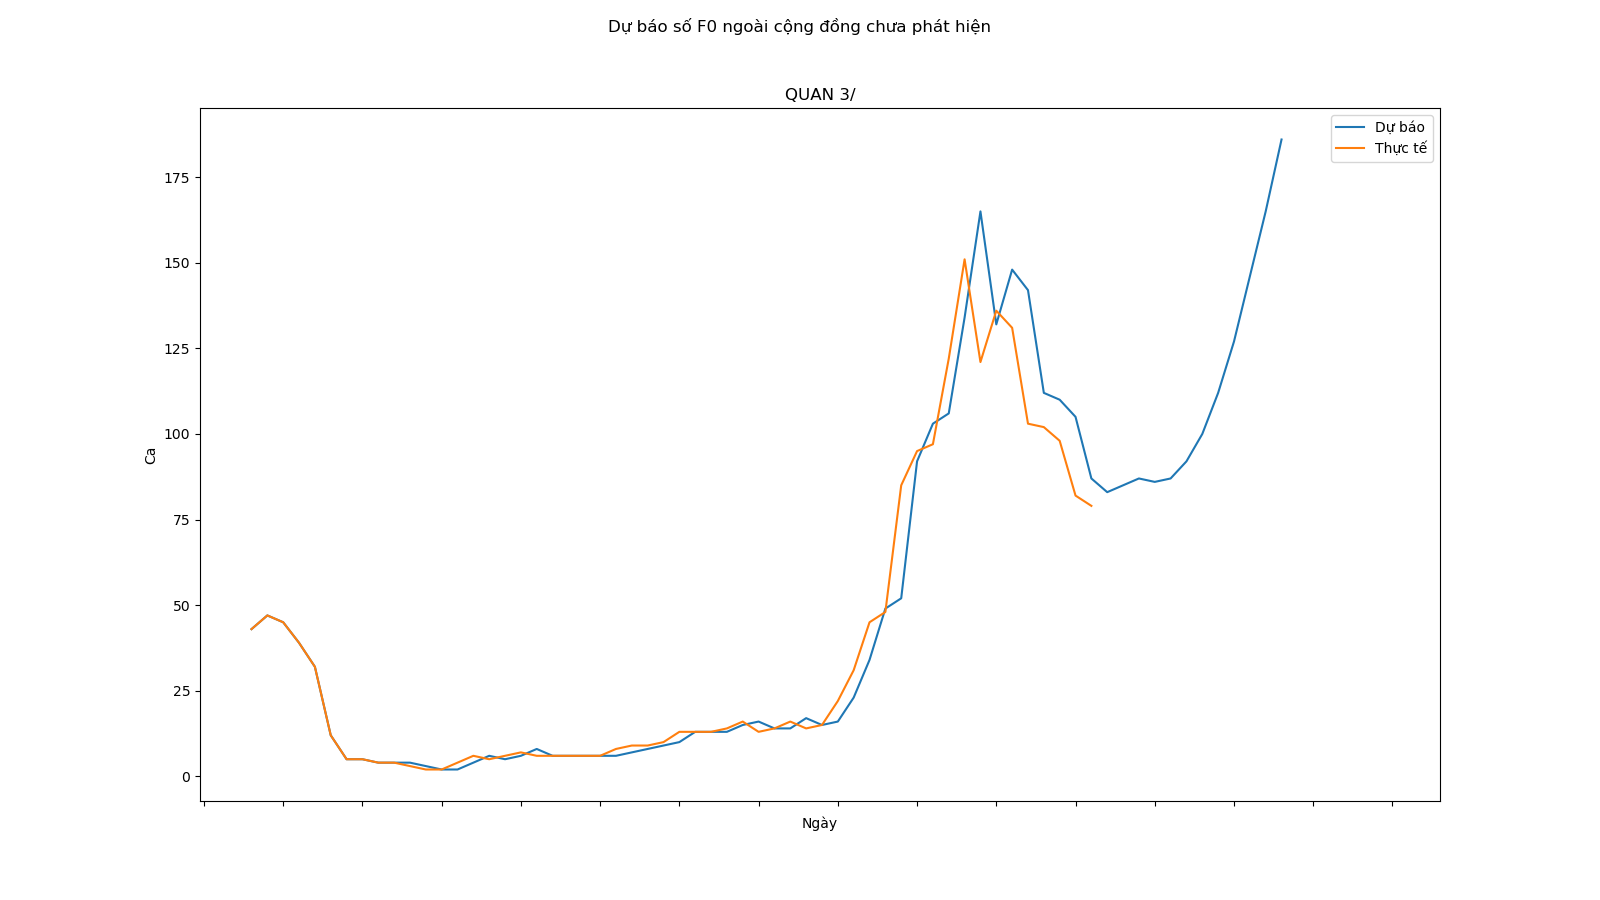 Dự báo số F0 ngoài cộng đồng chưa phát hiện
QUAN 3/
Dự báo
Thực tế
175
150
125
100
75
50
25
0
Ca
Ngày